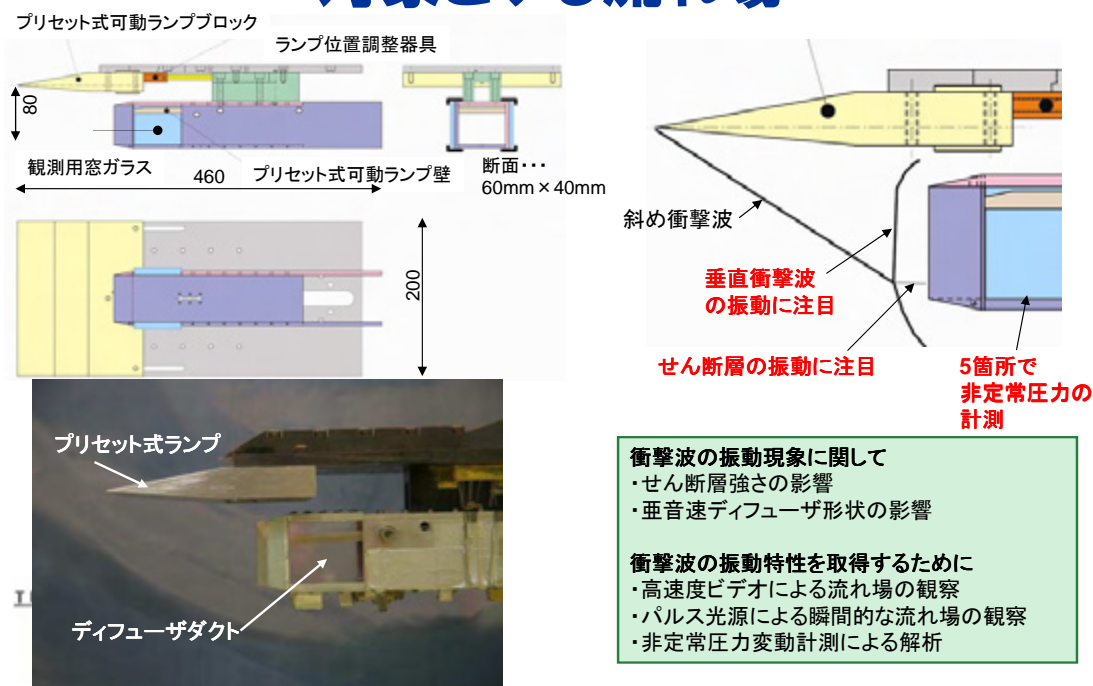 プリセット式可動ランプブロック
ランプ位置調整器具
80
観測用窓ガラス
460
プリセット式可動ランプ壁
断面・・・
60mm×40mm
200
斜め衝撃波
垂直衝撃波
の振動に注目
せん断層の振動に注目
5箇所で
非定常圧力の
計測
プリセット式ランプ
ディフューザダクト
衝撃波の振動現象に関して
・せん断層強さの影響
・亜音速ディフューザ形状の影響
衝撃波の振動特性を取得するために
・高速度ビデオによる流れ場の観察
・パルス光源による瞬間的な流れ場の観察
・非定常圧力変動計測による解析